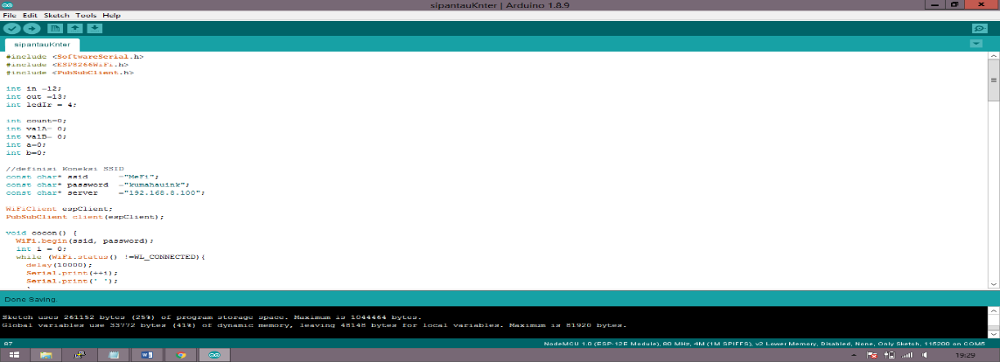 sipantauKnter | Arduino 1.8.9
File Edit Sketch Tools Help
sipantauKnter
#include <SoftwareSerial.h>
#include <ESP8266WiFi.h>
#include <PubSubClient.h>
int in =12;
int out =13;
int ledIr = 4;
int count=0;
int valA= 0;
int valB= 0;
int a=0;
int b=0;
//definisi Koneksi SSID
const char* ssid     ="MeFi";
const char* password  ="kumahauink";
const char* server    ="192.168.8.100";
WiFiClient espClient;
PubSubClient client(espClient);
void cocon() {
  WiFi.begin(ssid, password);
  int i = 0;
  while (WiFi.status() !=WL_CONNECTED){
    delay(10000);
    Serial.print(++i);
    Serial.print(' ');
Done Saving.
Sketch uses 261152 bytes (25%) of program storage space. Maximum is 1044464 bytes.
Global variables use 33772 bytes (41%) of dynamic memory, leaving 48148 bytes for local variables. Maximum is 81920 bytes.
87 NodeMCU 1.0 (ESP-12E Module), 80 MHz, 4M (1M SPIFFS), v2 Lower Memory, Disabled, None, Only Sketch, 115200 on COM5
19:29